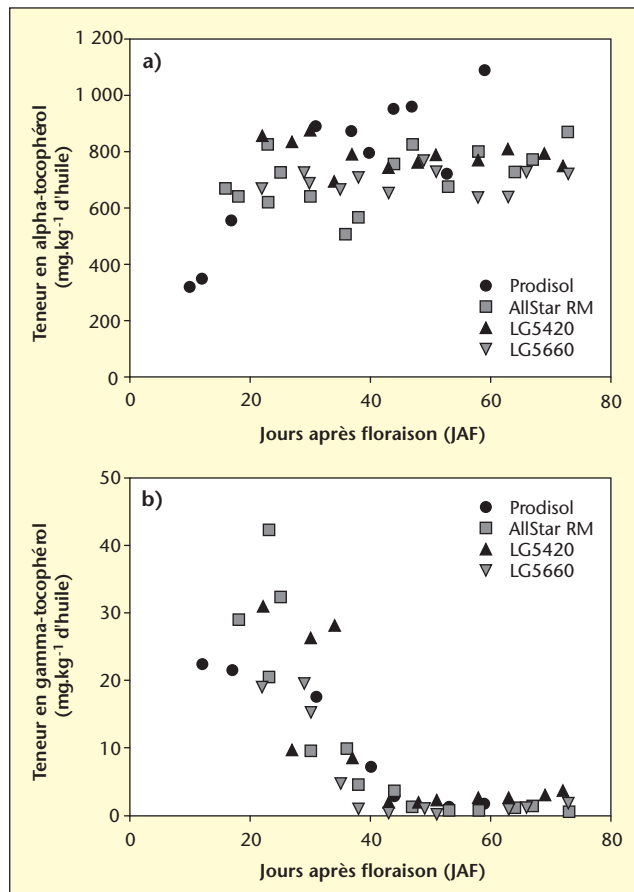 a)
1 200
1 000
800
600
400
200
0
Teneur en alpha-tocophérol
(mg.kg-1 d'huile)
Prodisol
AllStar RM
LG5420
LG5660
0 20 40 60 80
Jours après floraison (JAF)
b)
50
40
30
20
10
0
Teneur en gamma-tocophérol
(mg.kg-1 d'huile)
Prodisol
AllStar RM
LG5420
LG5660
0 20 40 60 80
Jours après floraison (JAF)